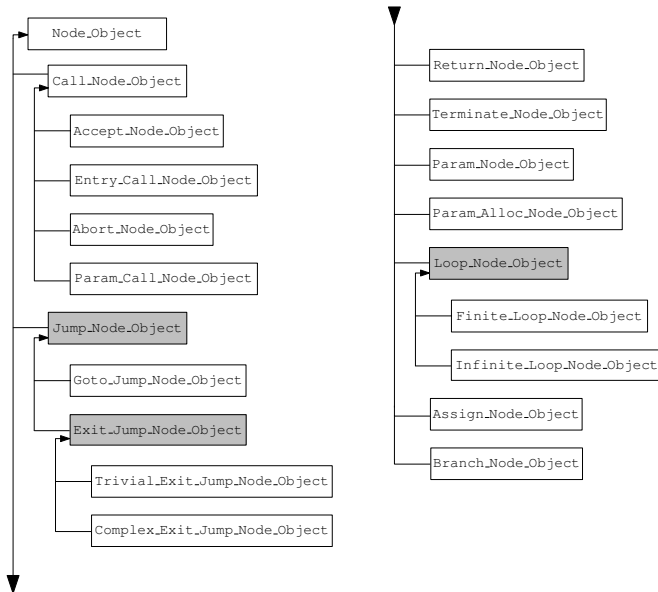 Node_Object
Call_Node_Object
Accept_Node_Object
Entry_Call_Node_Object
Abort_Node_Object
Param_Call_Node_Object
Jump_Node_Object
Goto_Jump_Node_Object
Exit_Jump_Node_Object
Trivial_Exit_Jump_Node_Object
Complex_Exit_Jump_Node_Object
Return_Node_Object
Terminate_Node_Object
Param_Node_Object
Param_Alloc_Node_Object
Loop_Node_Object
Finite_Loop_Node_Object
Infinite_Loop_Node_Object
Assign_Node_Object
Branch_Node_Object